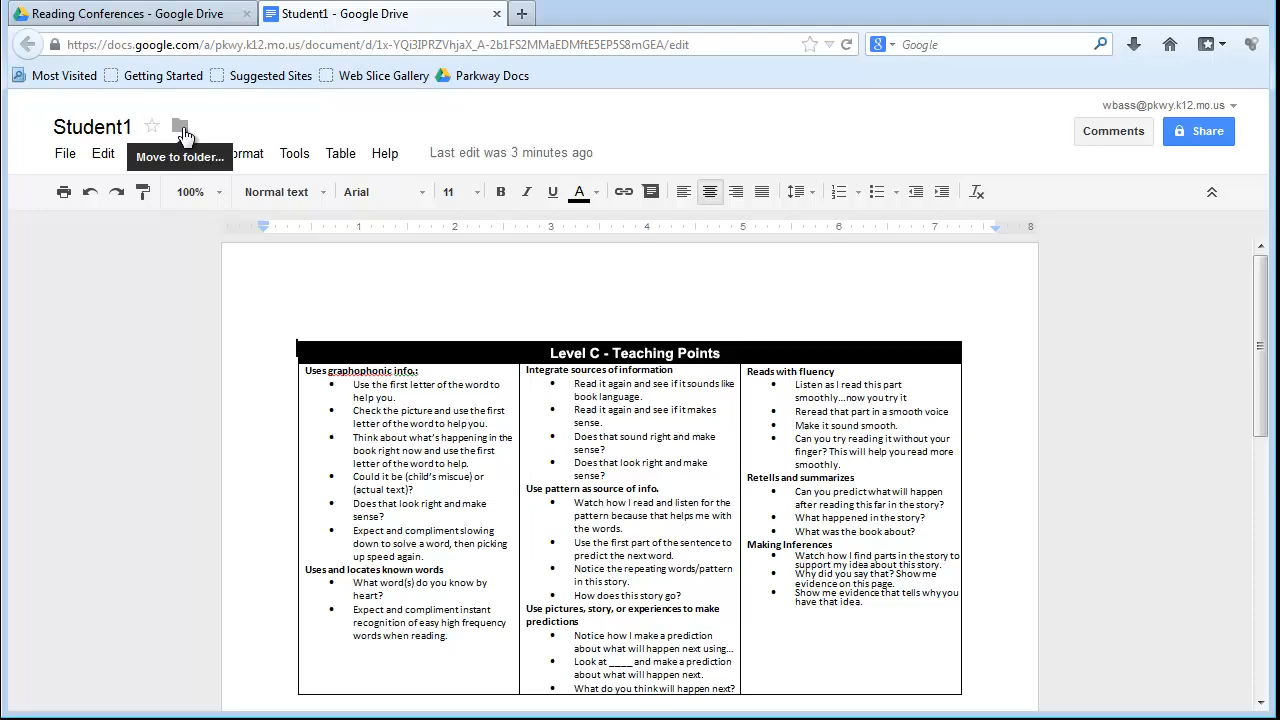 Reading Conferences - Google Drive
Student1 - Google Drive
https://docs.google.com/a/pkwy.k12.mo.us/document/d/1x-YQi3IPRZVhjaX_A-2b1FS2MMaEDMftE5EP5S8mGEA/edit
Google
Most Visited
Getting Started
Suggested Sites
Web Slice Gallery
Parkway Docs
wbass@pkwy.k12.mo.us
Student1
Comments
Share
Move to folder...
File Edit ormat Tools Table Help
Last edit was 3 minutes ago
100% Normal text Arial 11 B I U A
1 2 3 4 5 6 7 8
Level C - Teaching Points
Uses graphophonic info.:
• Use the first letter of the word to
help you.
• Check the picture and use the first
letter of the word to help you.
• Think about what's happening in the
book right now and use the first
letter of the word to help.
• Could it be (child's miscue) or
(actual text)?
• Does that look right and make
sense?
• Expect and compliment slowing
down to solve a word, then picking
up speed again.
Uses and locates known words
• What word(s) do you know by
heart?
• Expect and compliment instant
recognition of easy high frequency
words when reading.
Integrate sources of information
• Read it again and see if it sounds like
book language.
• Read it again and see if it makes
sense.
• Does that sound right and make
sense?
• Does that look right and make
sense?
Use pattern as source of info.
• Watch how I read and listen for the
pattern because that helps me with
the words.
• Use the first part of the sentence to
predict the next word.
• Notice the repeating words/pattern
in this story.
• How does this story go?
Use pictures, story, or experiences to make
predictions
• Notice how I make a prediction
about what will happen next using...
• Look at ____ and make a prediction
about what will happen next.
• What do you think will happen next?
Reads with fluency
• Listen as I read this part
smoothly...now you try it
• Reread that part in a smooth voice
• Make it sound smooth.
• Can you try reading it without your
finger? This will help you read more
smoothly.
Retells and summarizes
• Can you predict what will happen
after reading this far in the story?
• What happened in the story?
• What was the book about?
Making Inferences
• Watch how I find parts in the story to
support my idea about this story.
• Why did you say that? Show me
evidence on this page.
• Show me evidence that tells why you
have that idea.